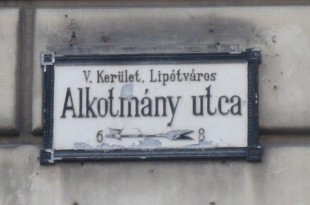 V. Kerület, Lipótváros
Alkotmány utca
6 8